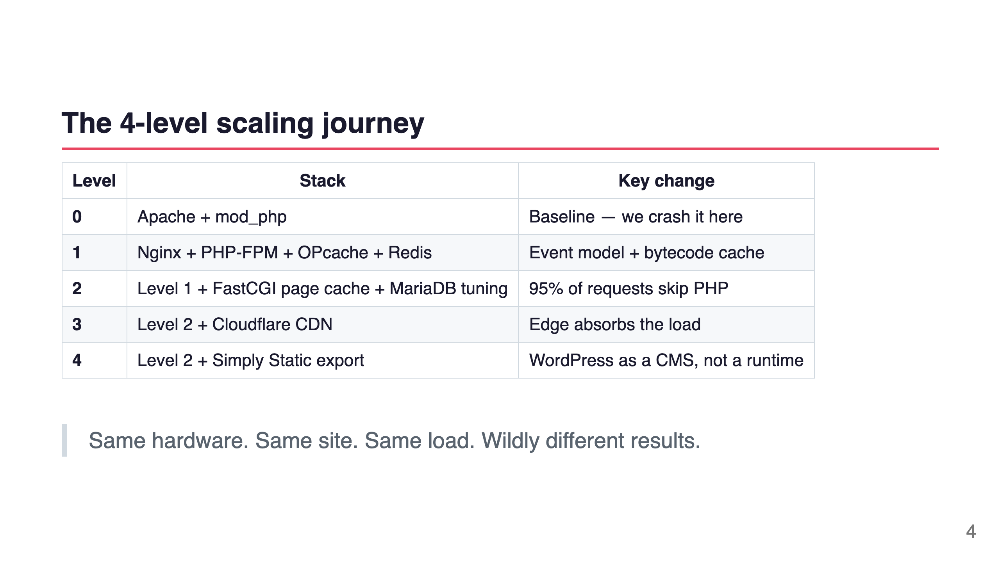 The 4-level scaling journey
Level Stack Key change
0 Apache + mod_php Baseline — we crash it here
1 Nginx + PHP-FPM + OPcache + Redis Event model + bytecode cache
2 Level 1 + FastCGI page cache + MariaDB tuning 95% of requests skip PHP
3 Level 2 + Cloudflare CDN Edge absorbs the load
4 Level 2 + Simply Static export WordPress as a CMS, not a runtime
Same hardware. Same site. Same load. Wildly different results.
4